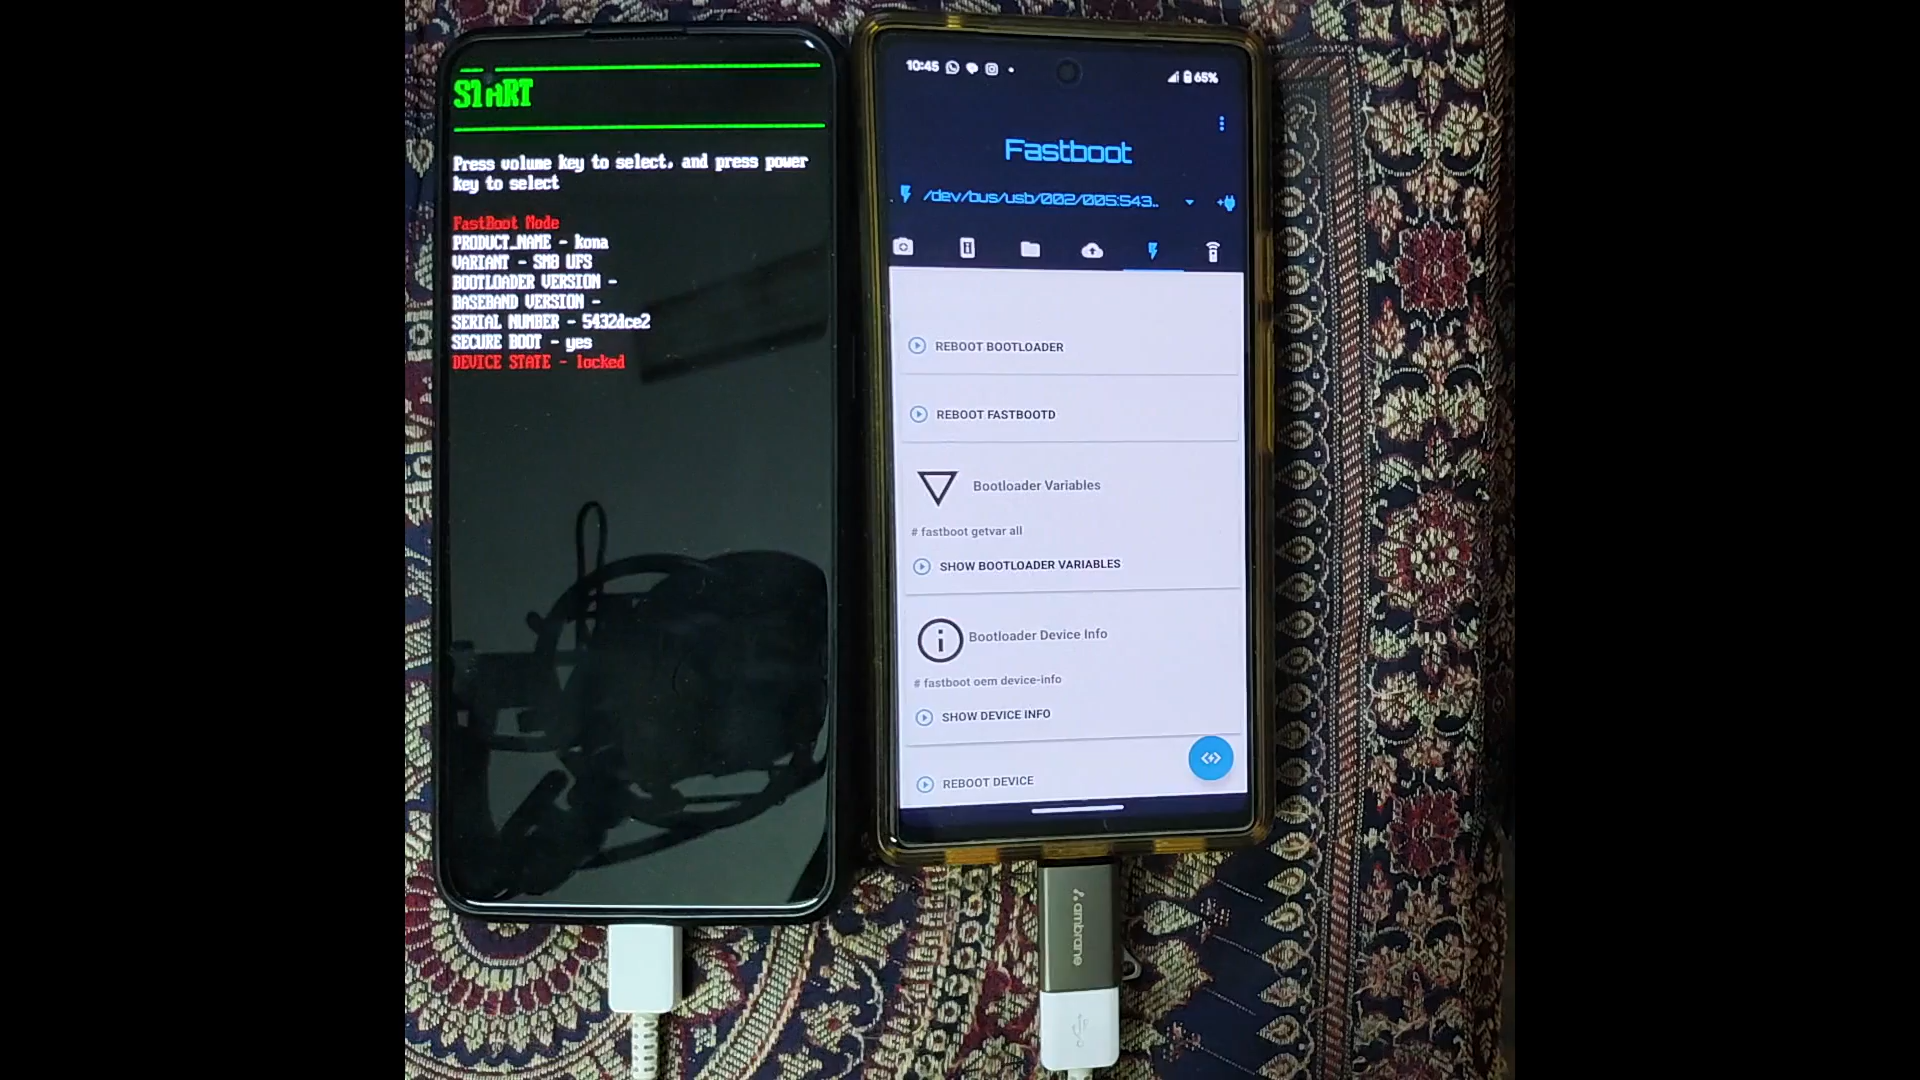 START
Press volume key to select, and press power
key to select
FastBoot Mode
PRODUCT_NAME - kona
VARIANT - SMB UFS
BOOTLOADER VERSION -
BASEBAND VERSION -
SERIAL NUMBER - 5432dce2
SECURE BOOT - yes
DEVICE STATE - locked
10:45
65%
Fastboot
/dev/bus/usb/002/005:543..
REBOOT BOOTLOADER
REBOOT FASTBOOTD
Bootloader Variables
# fastboot getvar all
SHOW BOOTLOADER VARIABLES
Bootloader Device Info
# fastboot oem device-info
SHOW DEVICE INFO
REBOOT DEVICE
ambrane